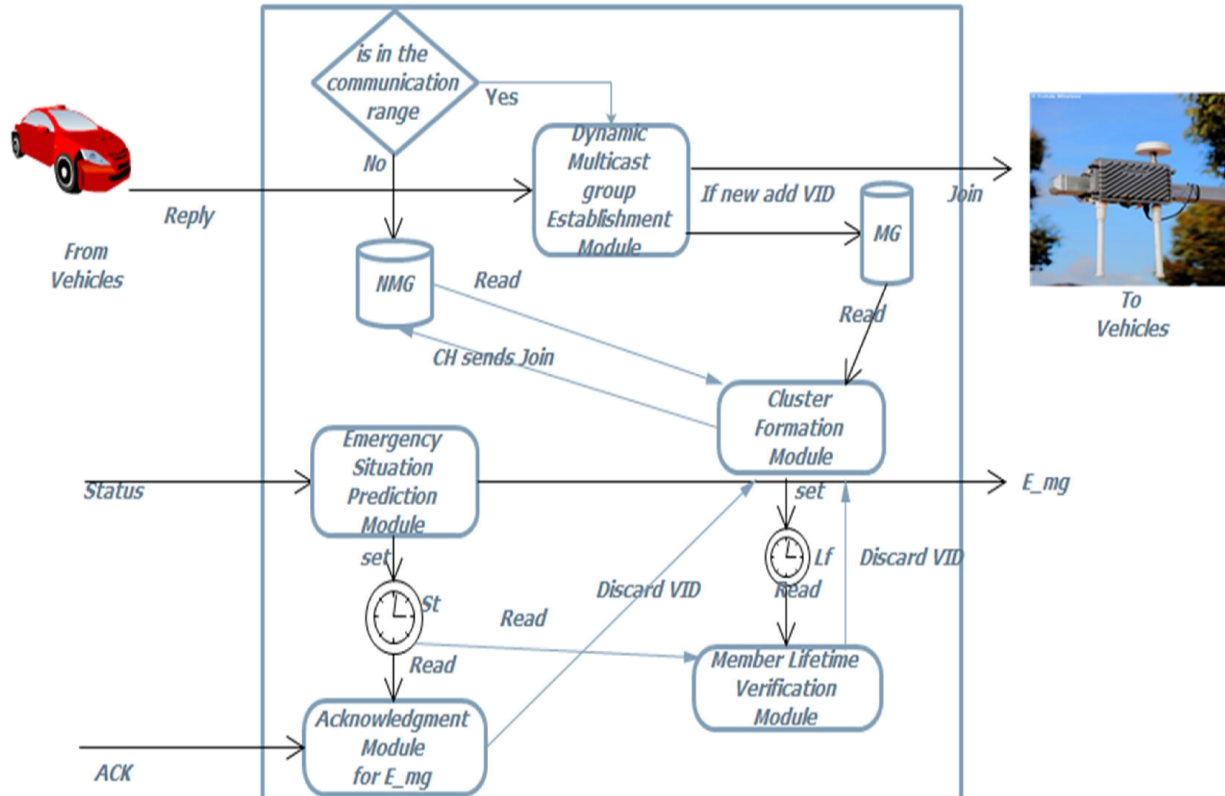 is in the
communication
range
Yes
No
Reply
From
Vehicles
Dynamic
Multicast
group
Establishment
Module
If new add VID
Join
MG
NMG
Read
Read
CH sends Join
To
Vehicles
Cluster
Formation
Module
Emergency
Situation
Prediction
Module
Status
E_mg
set
set
Lf
Discard VID
Discard VID
Read
St
Read
Read
Member Lifetime
Verification
Module
Acknowledgment
Module
for E_mg
ACK